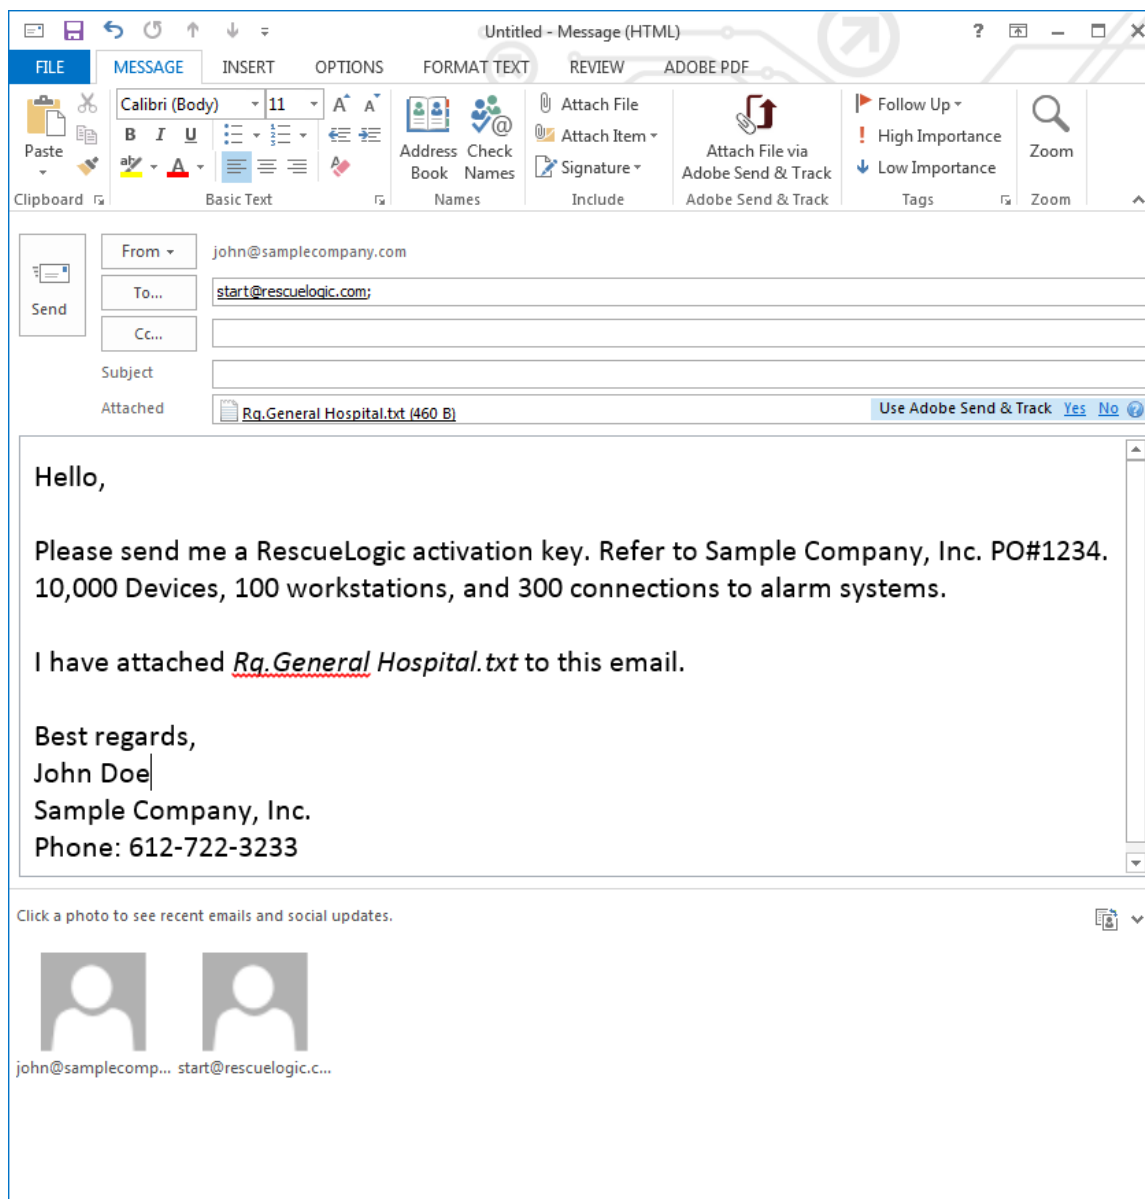 Untitled - Message (HTML)
?
FILE MESSAGE INSERT OPTIONS FORMAT TEXT REVIEW ADOBE PDF
Calibri (Body) 11 A A
Attach File
Follow Up
B I U
Attach Item
High Importance
Paste
Address Book
Check Names
Attach File via Adobe Send & Track
Zoom
ab A
Signature
Low Importance
Clipboard Basic Text Names Include Adobe Send & Track Tags Zoom
From john@samplecompany.com
Send
To... start@rescuelogic.com;
Cc...
Subject
Attached Rq.General Hospital.txt (460 B) Use Adobe Send & Track Yes No ?
Hello,
Please send me a RescueLogic activation key. Refer to Sample Company, Inc. PO#1234.
10,000 Devices, 100 workstations, and 300 connections to alarm systems.
I have attached Rq.General Hospital.txt to this email.
Best regards,
John Doe
Sample Company, Inc.
Phone: 612-722-3233
Click a photo to see recent emails and social updates.
john@samplecomp... start@rescuelogic.c...